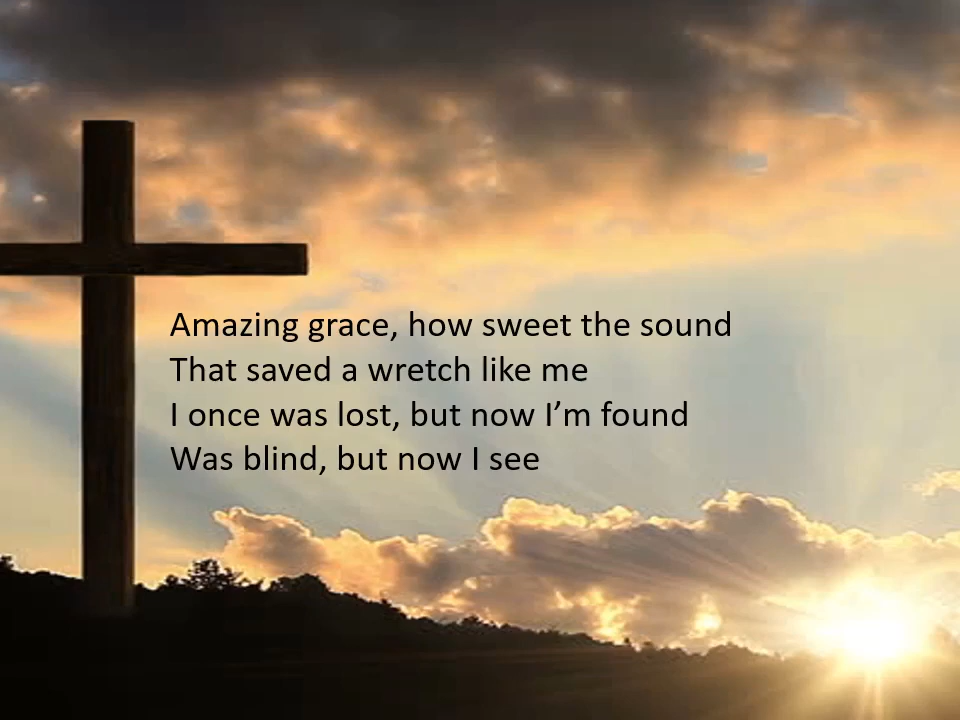 Amazing grace, how sweet the sound
That saved a wretch like me
I once was lost, but now I’m found
Was blind, but now I see